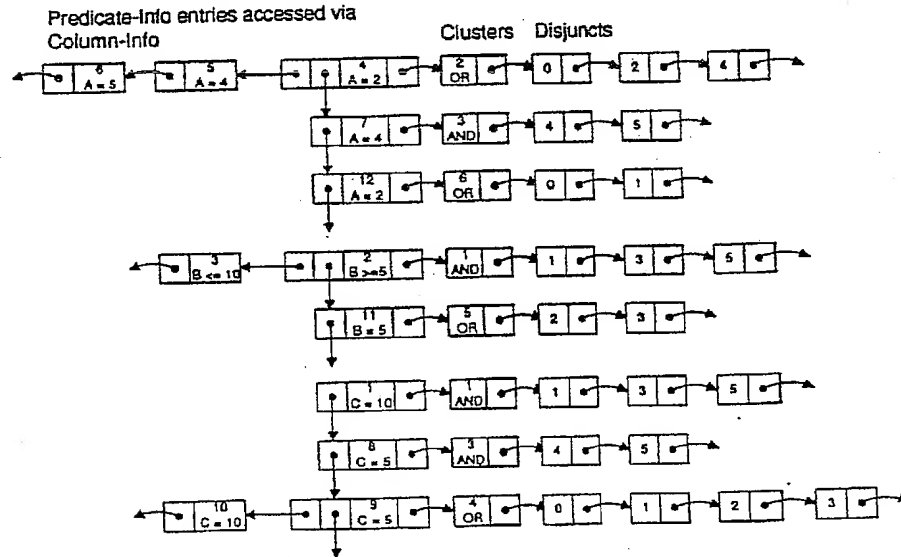 Predicate-Info entries accessed via
Column-Info
Clusters Disjuncts
6 5 4 2 0 2 4
A = 5 A = 4 A = 2 OR
7 3 4 5
A = 4 AND
12 6 0 1
A = 2 OR
3 2 1 1 3 5
B <= 10 B >= 5 AND
11 5 2 3
B = 5 OR
1 1 1 3 5
C = 10 AND
8 3 4 5
C = 5 AND
10 9 4 0 1 2 3
C = 10 C = 5 OR